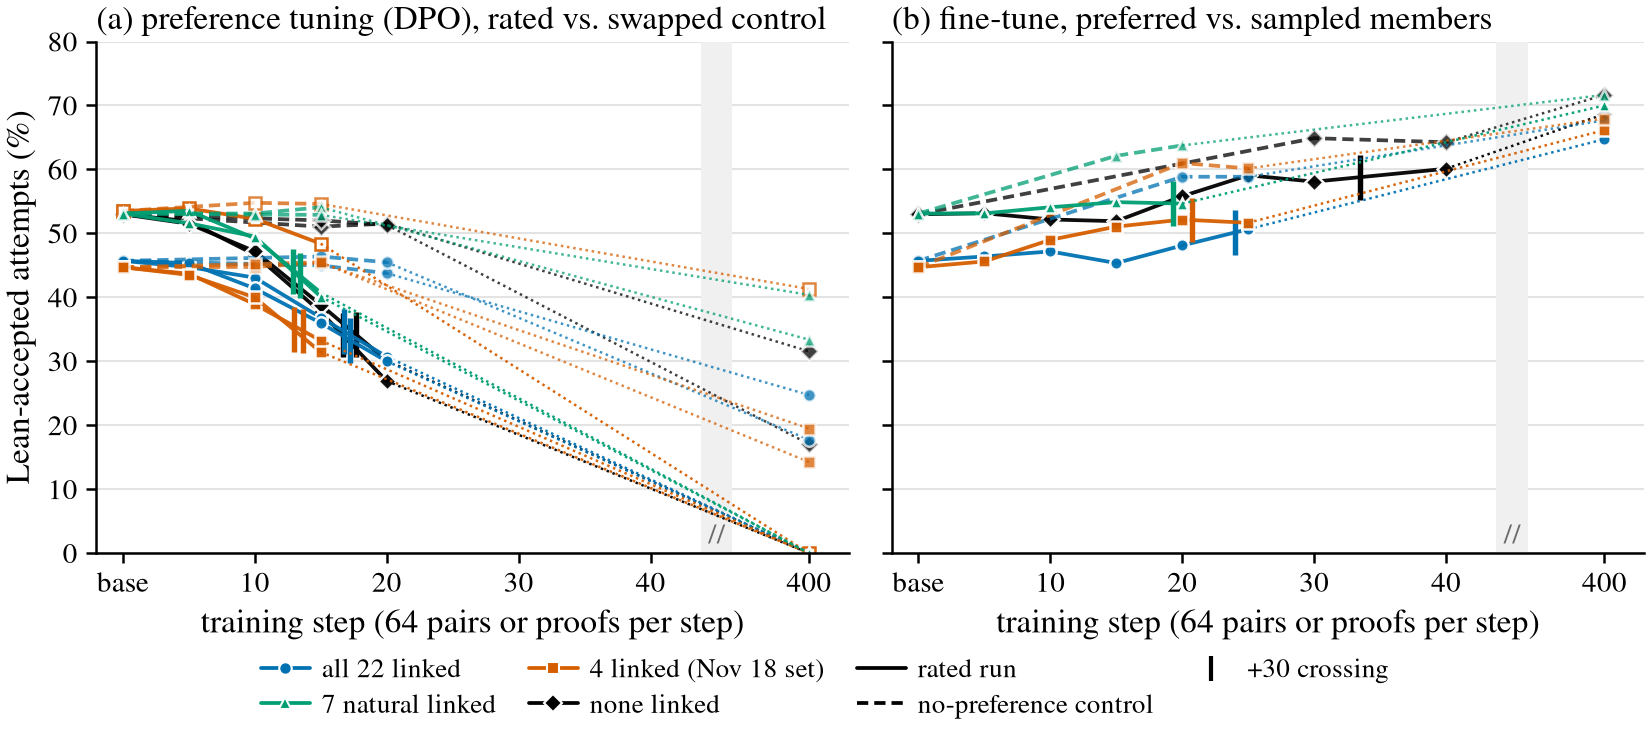 (a) preference tuning (DPO), rated vs. swapped control
(b) fine-tune, preferred vs. sampled members
Lean-accepted attempts (%)
80
70
60
50
40
30
20
10
0
//
//
base 10 20 30 40 400
base 10 20 30 40 400
training step (64 pairs or proofs per step)
training step (64 pairs or proofs per step)
all 22 linked
4 linked (Nov 18 set)
rated run
+30 crossing
7 natural linked
none linked
no-preference control